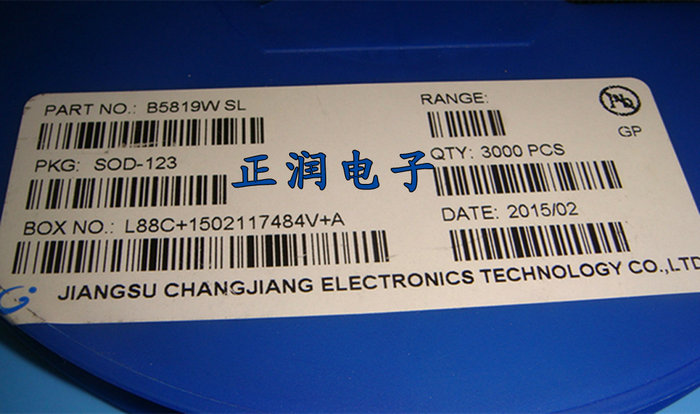 PART NO.: B5819W SL
RANGE:
Pb
GP
PKG: SOD-123
正润电子
QTY: 3000 PCS
BOX NO.: L88C+1502117484V+A
DATE: 2015/02
JIANGSU CHANGJIANG ELECTRONICS TECHNOLOGY CO.,LTD